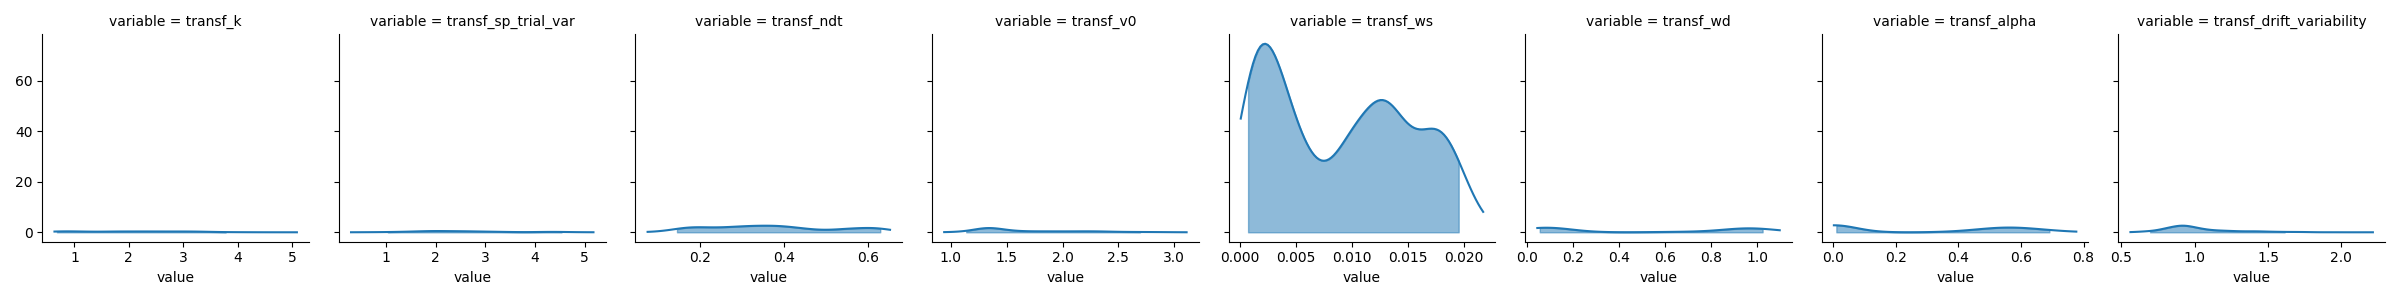 variable = transf_k
variable = transf_sp_trial_var
variable = transf_ndt
variable = transf_v0
variable = transf_ws
variable = transf_wd
variable = transf_alpha
variable = transf_drift_variability
60
40
20
0
1 2 3 4 5
1 2 3 4 5
0.2 0.4 0.6
1.0 1.5 2.0 2.5 3.0
0.000 0.005 0.010 0.015 0.020
0.0 0.2 0.4 0.6 0.8 1.0
0.0 0.2 0.4 0.6 0.8
0.5 1.0 1.5 2.0
value
value
value
value
value
value
value
value